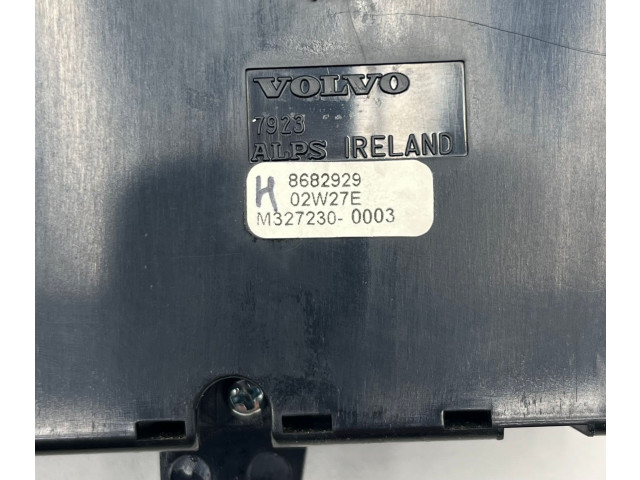 VOLVO
7923
ALPS IRELAND
H 8682929
02W27E
M327230- 0003